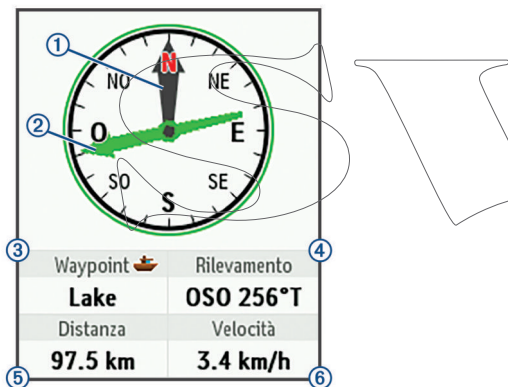 ①
N
NO NE
②
O E
SO SE
S
③ ④
Waypoint Rilevamento
Lake OSO 256°T
Distanza Velocità
97.5 km 3.4 km/h
⑤ ⑥
S V